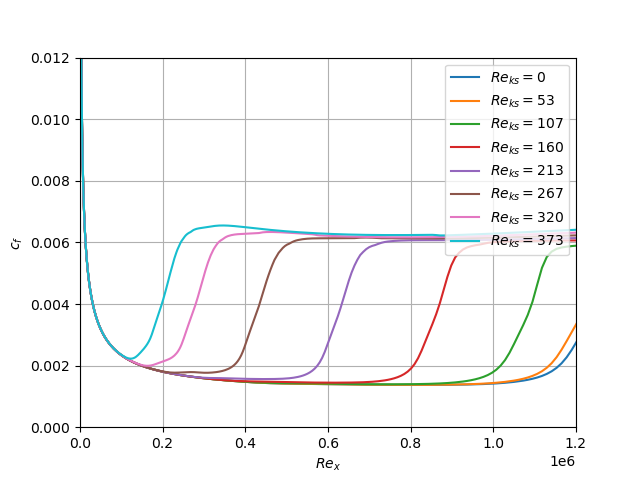 0.012
0.010
0.008
0.006
0.004
0.002
0.000
c_f
0.0
0.2
0.4
0.6
0.8
1.0
1.2
1e6
Re_x
Re_ks = 0
Re_ks = 53
Re_ks = 107
Re_ks = 160
Re_ks = 213
Re_ks = 267
Re_ks = 320
Re_ks = 373